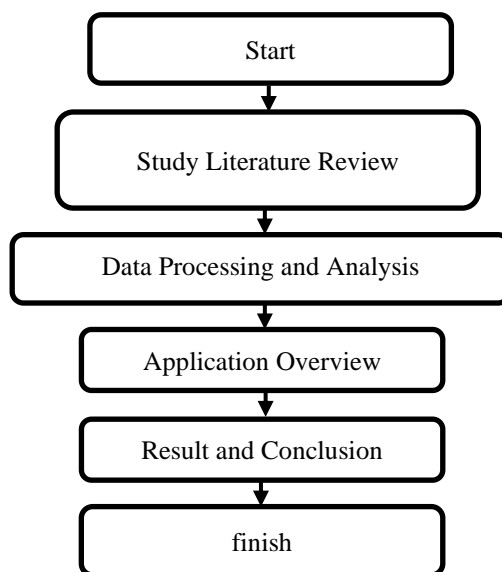 Start
Study Literature Review
Data Processing and Analysis
Application Overview
Result and Conclusion
finish